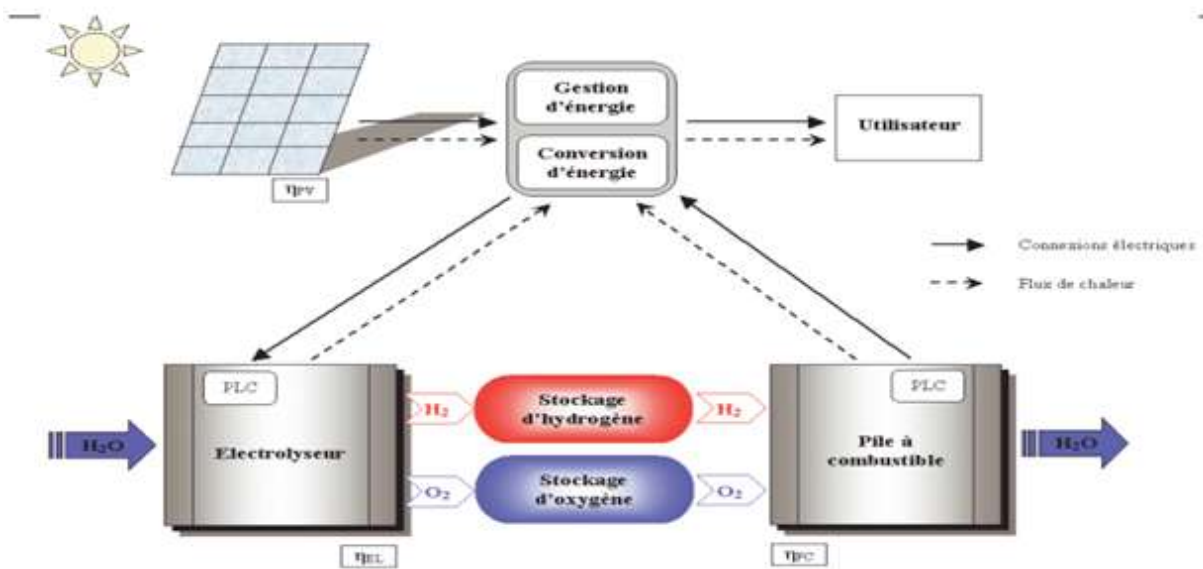 Gestion
d'énergie
Conversion
d'énergie
Utilisateur
ηPV
Connexions électriques
Flux de chaleur
PLC
PLC
H₂
Stockage
d'hydrogène
H₂
H₂O
Electrolyseur
Pile à
combustible
H₂O
O₂
Stockage
d'oxygène
O₂
ηEL
ηFC